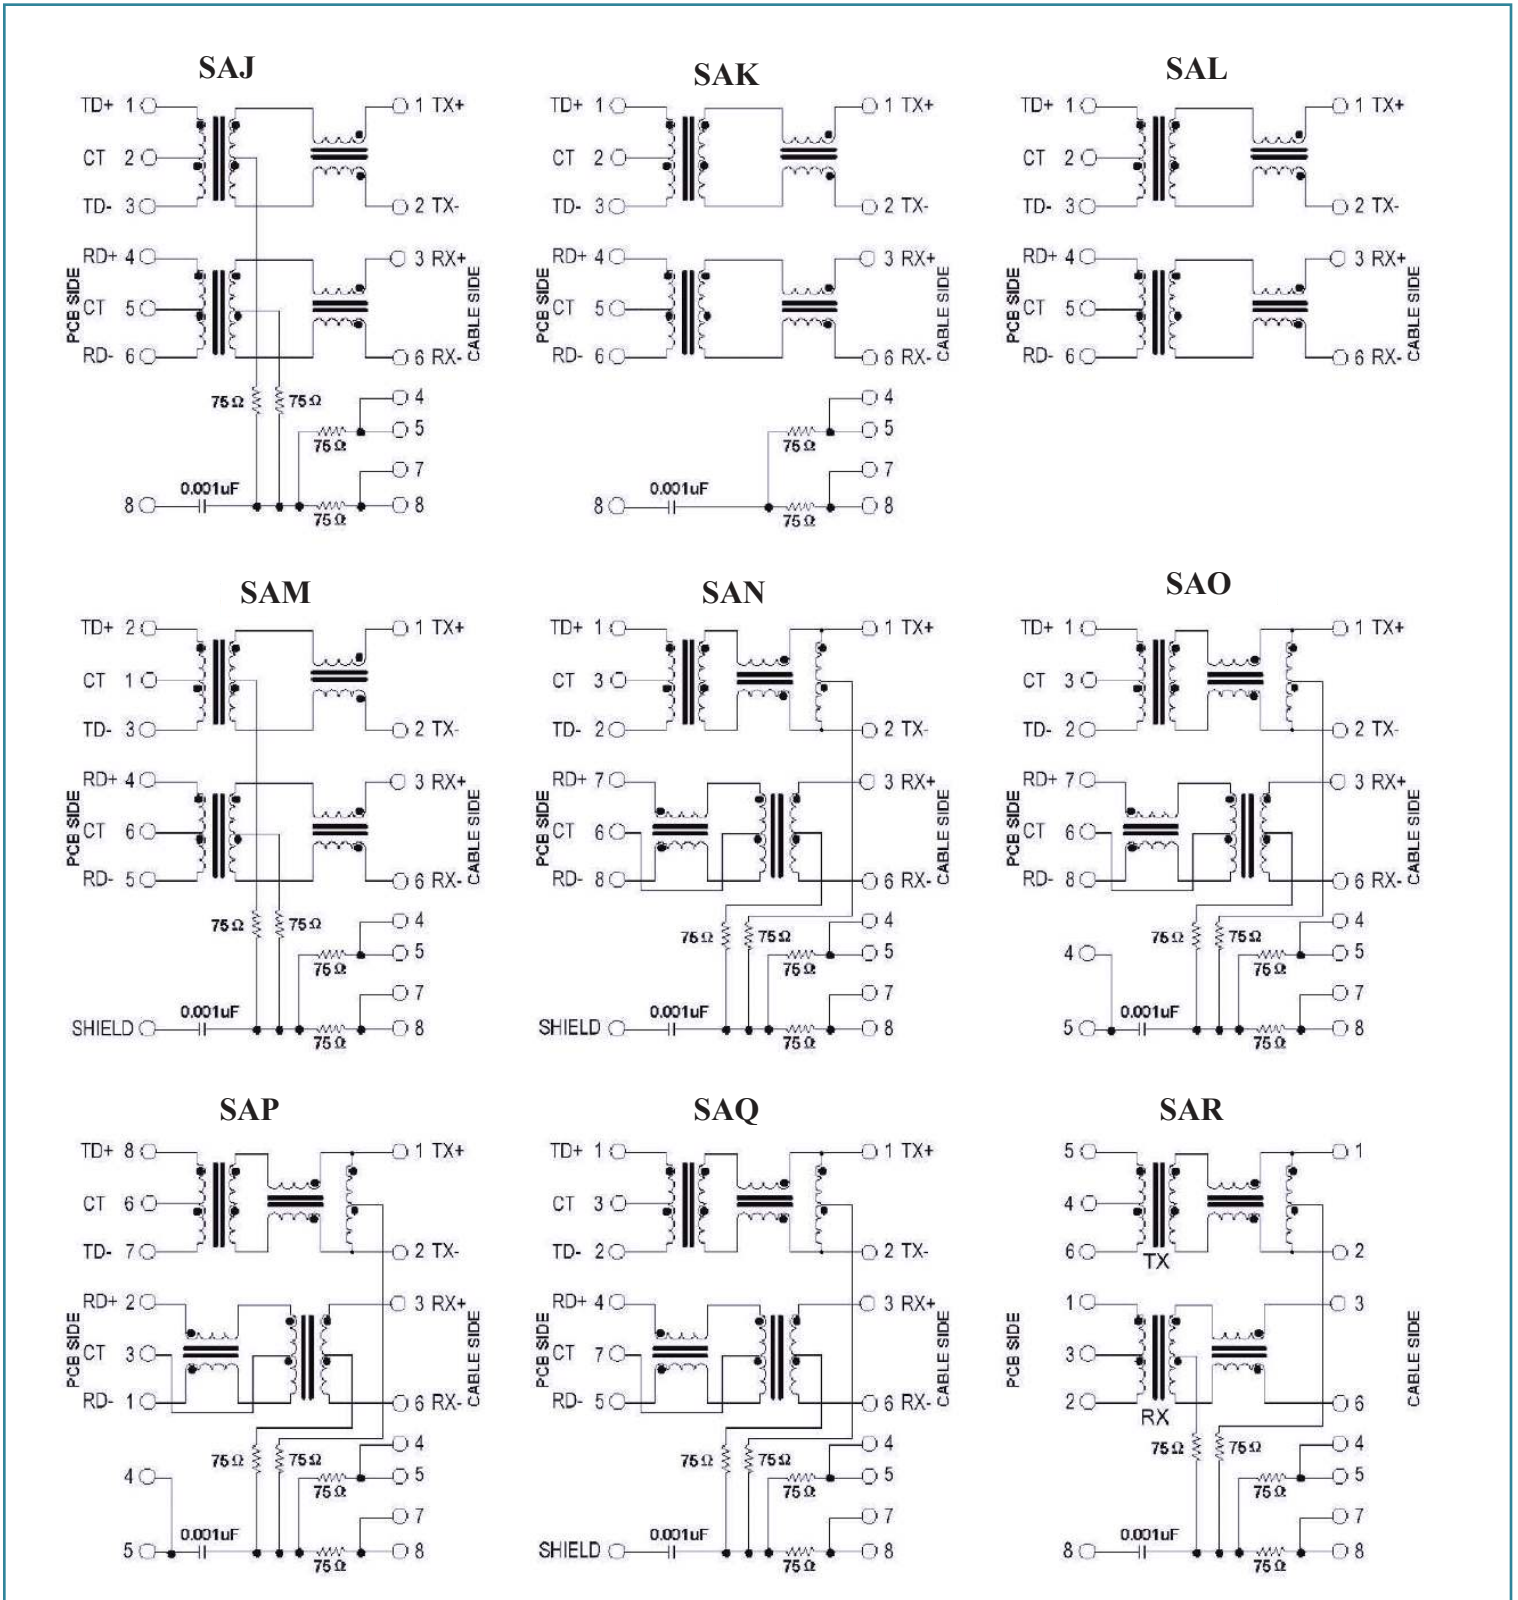 SAJ
TD+ 1
CT 2
TD- 3
RD+ 4
CT 5
RD- 6
PCB SIDE
1 TX+
2 TX-
3 RX+
6 RX-
CABLE SIDE
75Ω 75Ω
4
75Ω 5
7
8 0.001uF 75Ω 8
SAK
TD+ 1
CT 2
TD- 3
RD+ 4
CT 5
RD- 6
PCB SIDE
1 TX+
2 TX-
3 RX+
6 RX-
CABLE SIDE
4
75Ω 5
7
8 0.001uF 75Ω 8
SAL
TD+ 1
CT 2
TD- 3
RD+ 4
CT 5
RD- 6
PCB SIDE
1 TX+
2 TX-
3 RX+
6 RX-
CABLE SIDE
SAM
TD+ 2
CT 1
TD- 3
RD+ 4
CT 6
RD- 5
PCB SIDE
1 TX+
2 TX-
3 RX+
6 RX-
CABLE SIDE
75Ω 75Ω
4
75Ω 5
7
SHIELD 0.001uF 75Ω 8
SAN
TD+ 1
CT 3
TD- 2
RD+ 7
CT 6
RD- 8
PCB SIDE
1 TX+
2 TX-
3 RX+
6 RX-
CABLE SIDE
75Ω 75Ω
4
75Ω 5
7
SHIELD 0.001uF 75Ω 8
SAO
TD+ 1
CT 3
TD- 2
RD+ 7
CT 6
RD- 8
PCB SIDE
1 TX+
2 TX-
3 RX+
6 RX-
CABLE SIDE
75Ω 75Ω
4
4 75Ω 5
7
5 0.001uF 75Ω 8
SAP
TD+ 8
CT 6
TD- 7
RD+ 2
CT 3
RD- 1
PCB SIDE
1 TX+
2 TX-
3 RX+
6 RX-
CABLE SIDE
75Ω 75Ω
4
4 75Ω 5
7
5 0.001uF 75Ω 8
SAQ
TD+ 1
CT 3
TD- 2
RD+ 4
CT 7
RD- 5
PCB SIDE
1 TX+
2 TX-
3 RX+
6 RX-
CABLE SIDE
75Ω 75Ω
4
75Ω 5
7
SHIELD 0.001uF 75Ω 8
SAR
5
4
6
TX
1
3
2
RX
PCB SIDE
1
2
3
6
CABLE SIDE
75Ω 75Ω
4
75Ω 5
7
8 0.001uF 75Ω 8